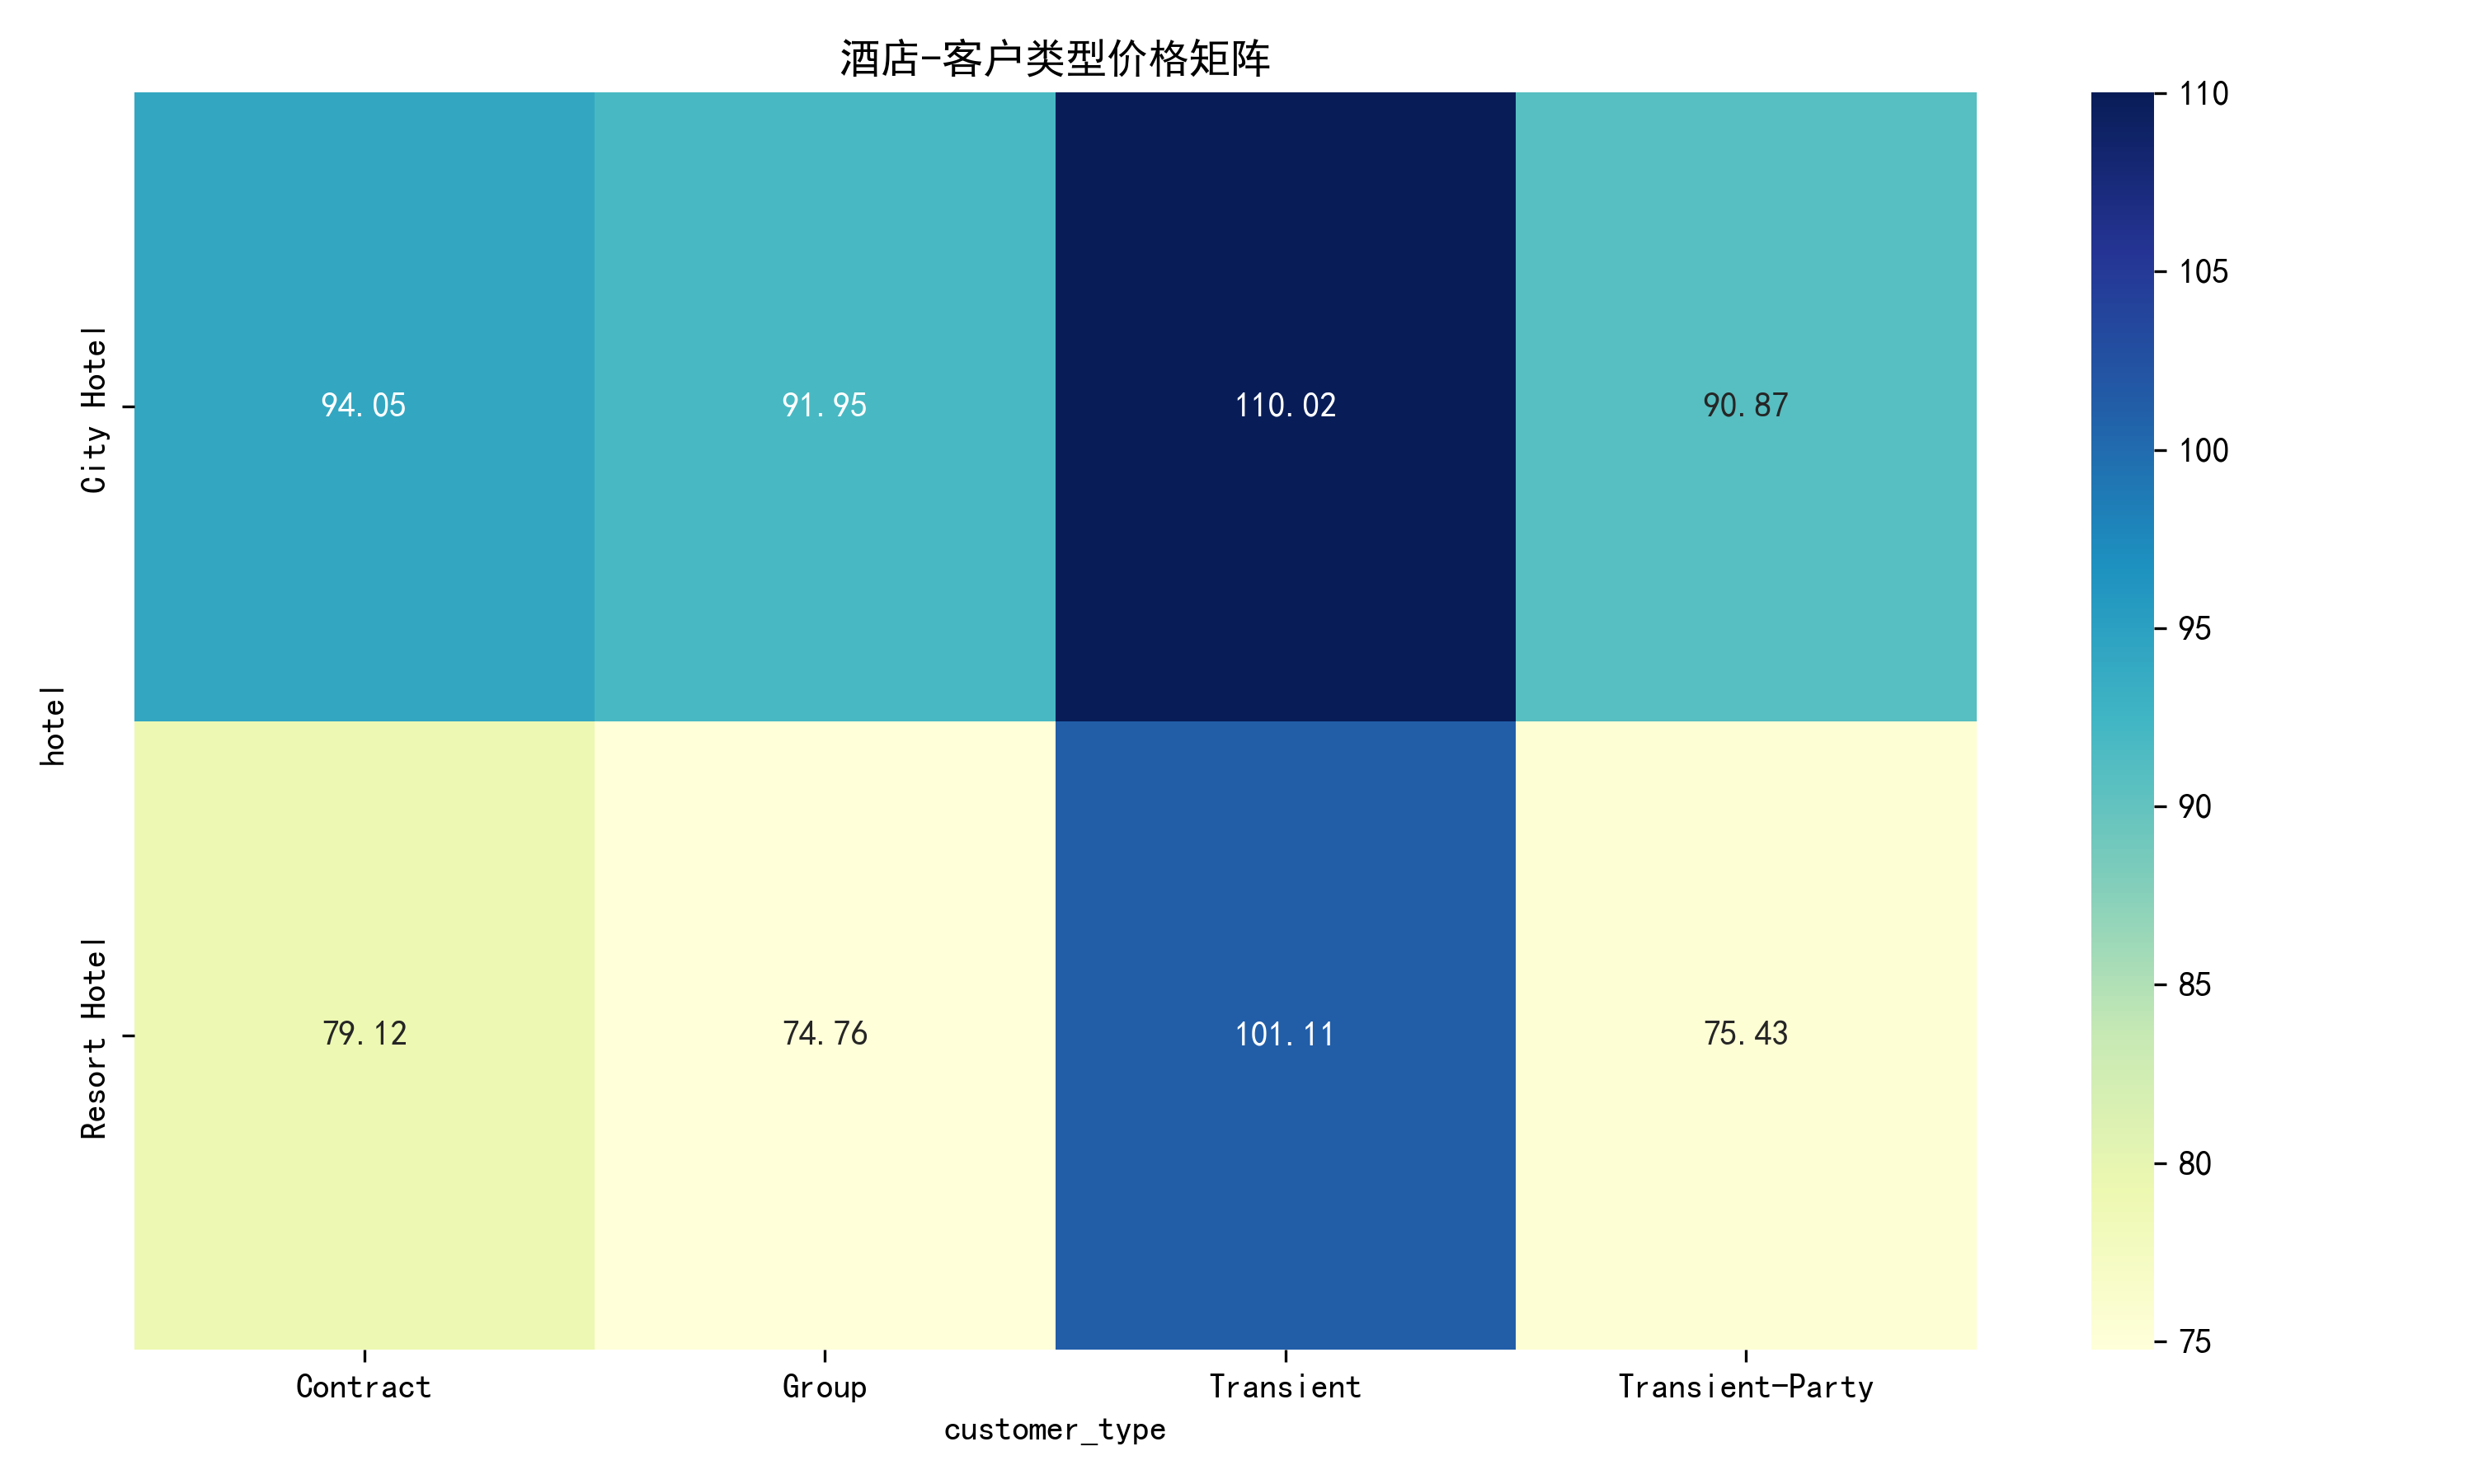 酒店-客户类型价格矩阵
hotel
City Hotel
94.05
91.95
110.02
90.87
Resort Hotel
79.12
74.76
101.11
75.43
Contract
Group
Transient
Transient-Party
customer_type
110
105
100
95
90
85
80
75